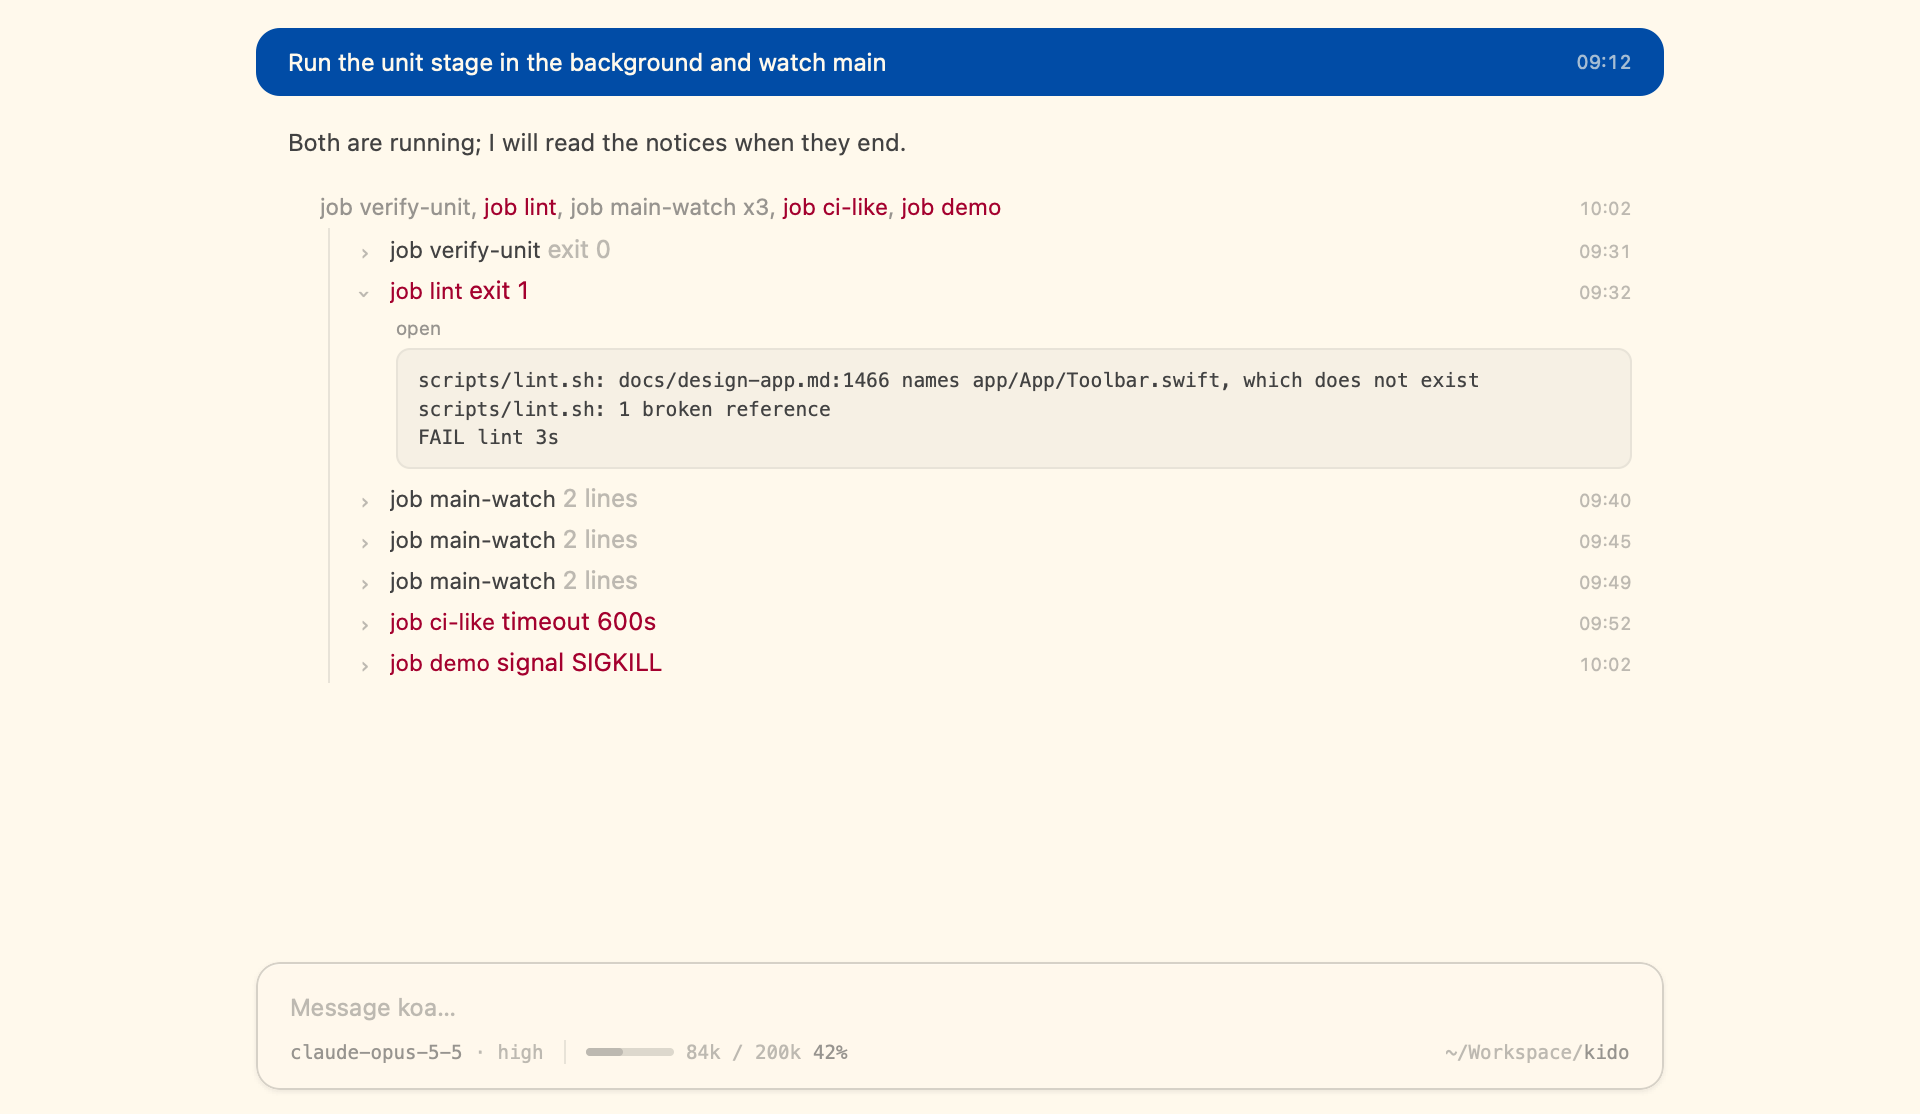 Run the unit stage in the background and watch main 09:12
Both are running; I will read the notices when they end.
job verify-unit, job lint, job main-watch x3, job ci-like, job demo 10:02
job verify-unit exit 0 09:31
job lint exit 1 09:32
open
scripts/lint.sh: docs/design-app.md:1466 names app/App/Toolbar.swift, which does not exist
scripts/lint.sh: 1 broken reference
FAIL lint 3s
job main-watch 2 lines 09:40
job main-watch 2 lines 09:45
job main-watch 2 lines 09:49
job ci-like timeout 600s 09:52
job demo signal SIGKILL 10:02
Message koa...
claude-opus-5-5 · high 84k / 200k 42% ~/Workspace/kido